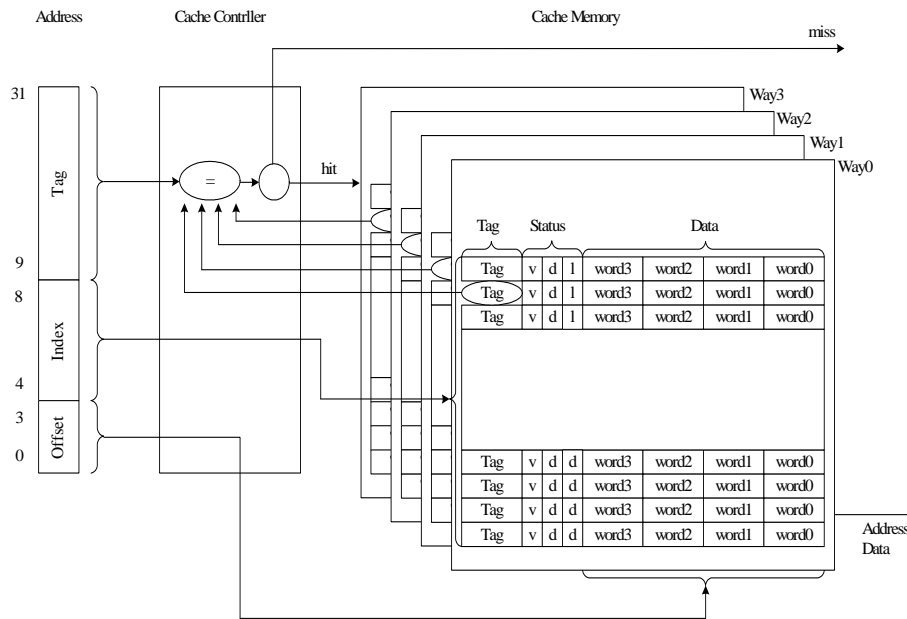 Address Cache Contrller Cache Memory
miss
31
Way3
Way2
Way1
Way0
hit
=
Tag
Tag Status Data
9
8
Tag v d l word3 word2 word1 word0
Tag v d l word3 word2 word1 word0
Tag v d l word3 word2 word1 word0
Index
4
3
Offset
0
Tag v d d word3 word2 word1 word0
Tag v d d word3 word2 word1 word0
Tag v d d word3 word2 word1 word0
Tag v d d word3 word2 word1 word0
Address
Data